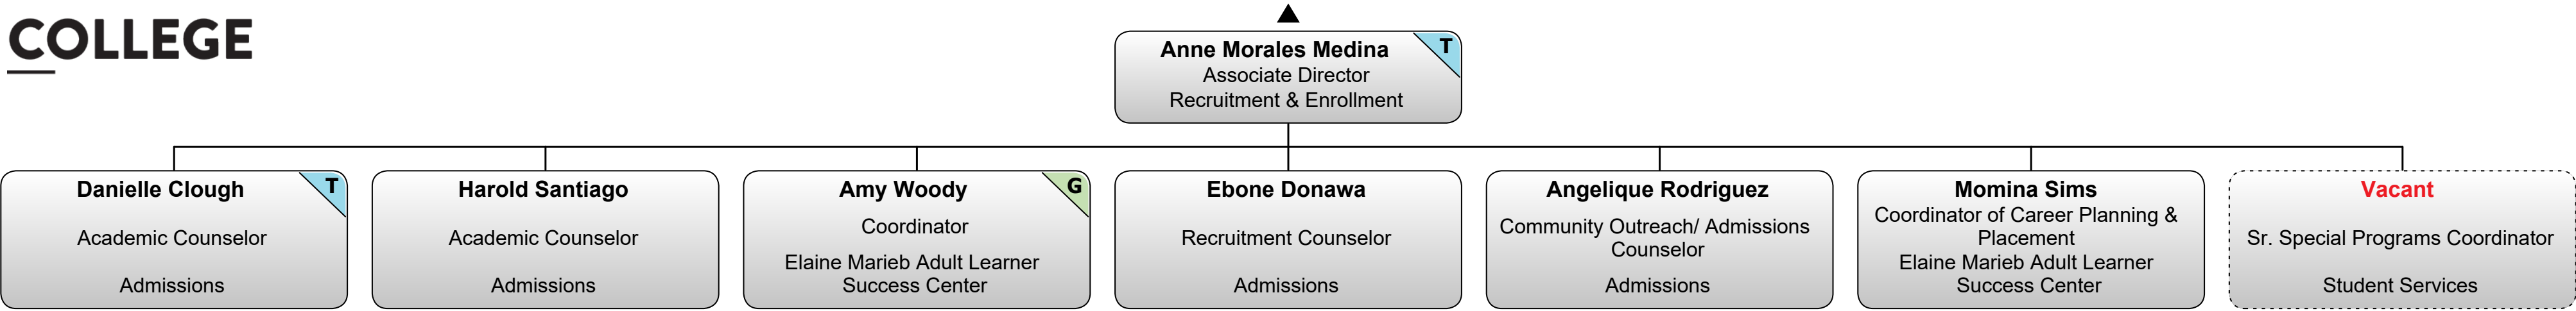 COLLEGE
Anne Morales Medina
T
Associate Director
Recruitment & Enrollment
Danielle Clough
T
Academic Counselor
Admissions
Harold Santiago
Academic Counselor
Admissions
Amy Woody
G
Coordinator
Elaine Marieb Adult Learner
Success Center
Ebone Donawa
Recruitment Counselor
Admissions
Angelique Rodriguez
Community Outreach/ Admissions
Counselor
Admissions
Momina Sims
Coordinator of Career Planning &
Placement
Elaine Marieb Adult Learner
Success Center
Vacant
Sr. Special Programs Coordinator
Student Services